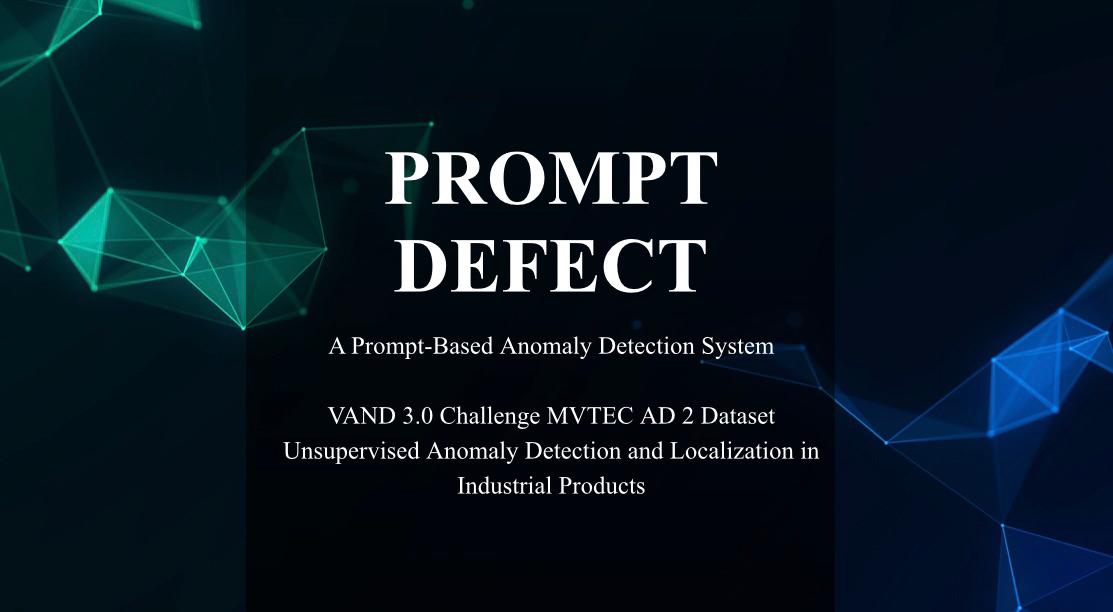 PROMPT
DEFECT
A Prompt-Based Anomaly Detection System
VAND 3.0 Challenge MVTEC AD 2 Dataset
Unsupervised Anomaly Detection and Localization in
Industrial Products